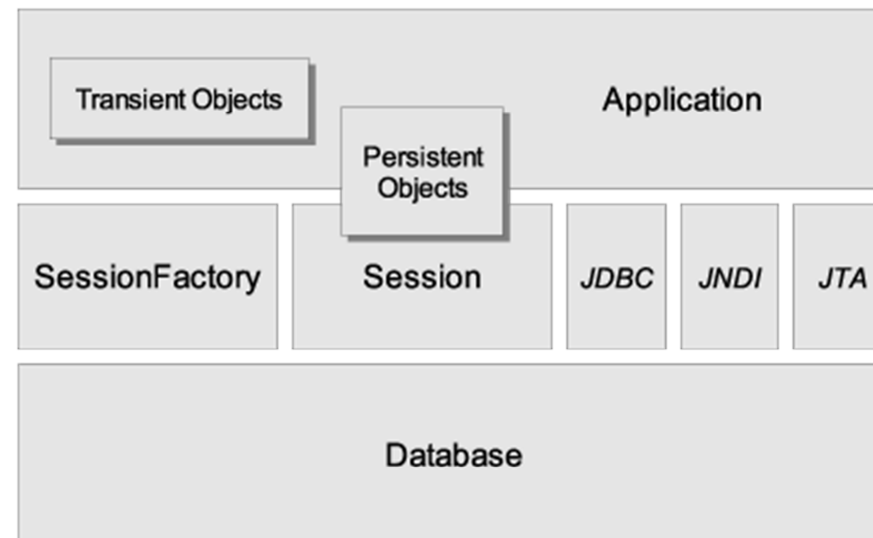 Transient Objects
Application
Persistent
Objects
SessionFactory
Session
JDBC
JNDI
JTA
Database